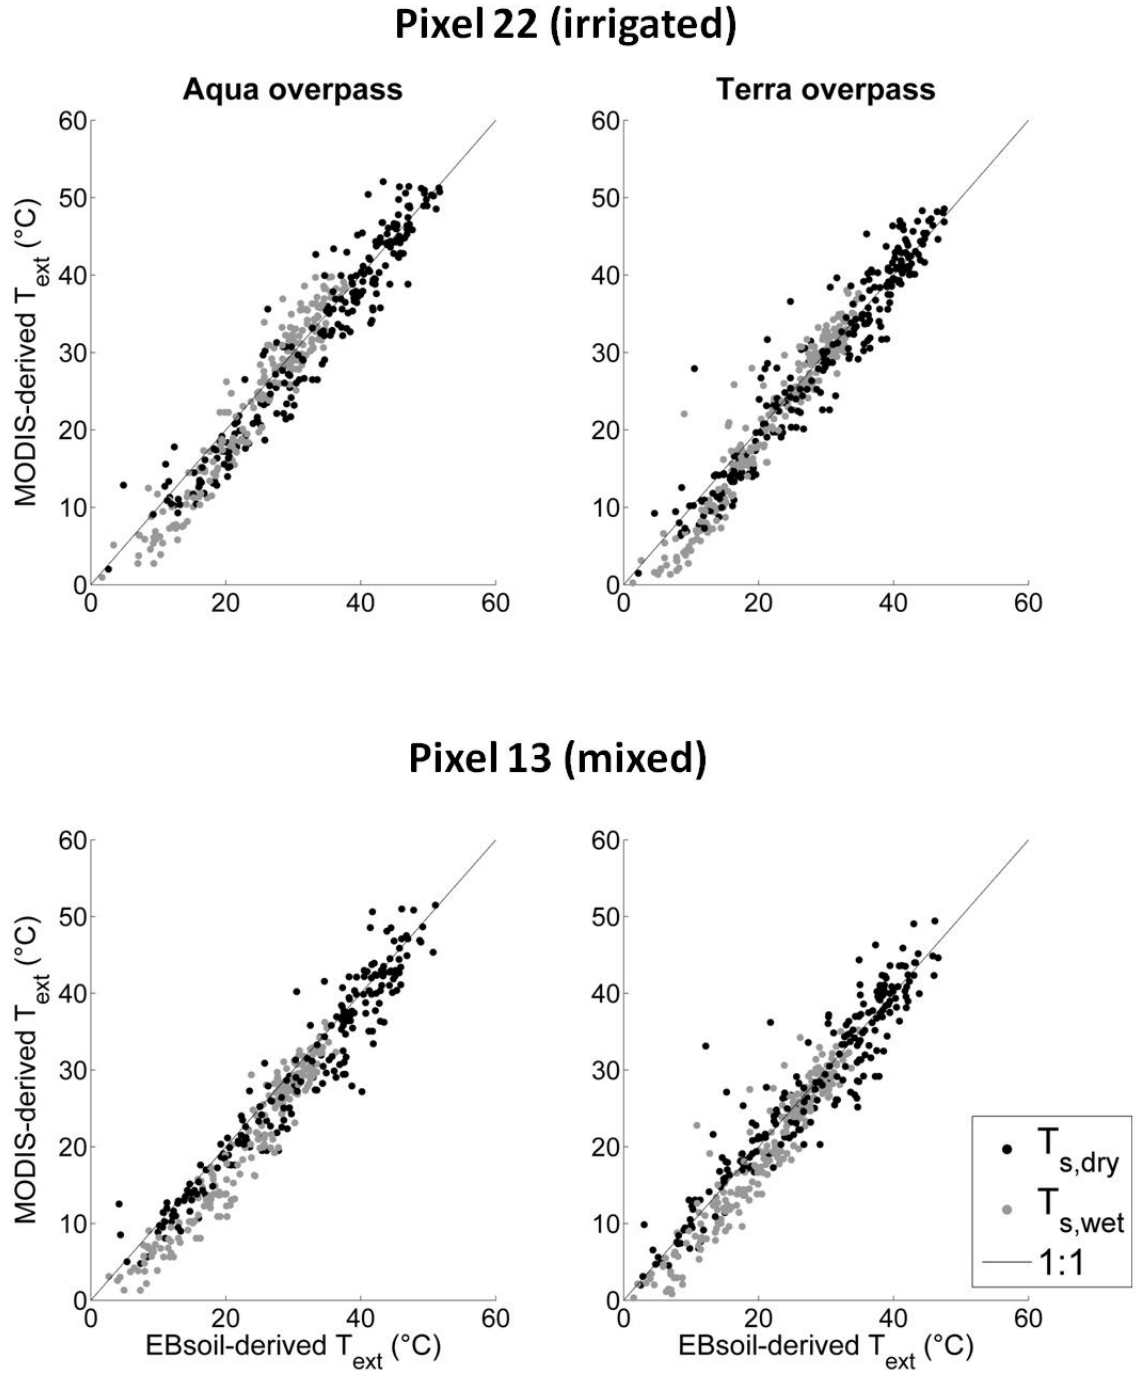 Pixel 22 (irrigated)
Aqua overpass
Terra overpass
MODIS-derived T_ext (°C)
60
50
40
30
20
10
0
0 20 40 60
60
50
40
30
20
10
0
0 20 40 60
Pixel 13 (mixed)
MODIS-derived T_ext (°C)
60
50
40
30
20
10
0
0 20 40 60
EBsoil-derived T_ext (°C)
60
50
40
30
20
10
0
0 20 40 60
EBsoil-derived T_ext (°C)
T_s,dry
T_s,wet
1:1